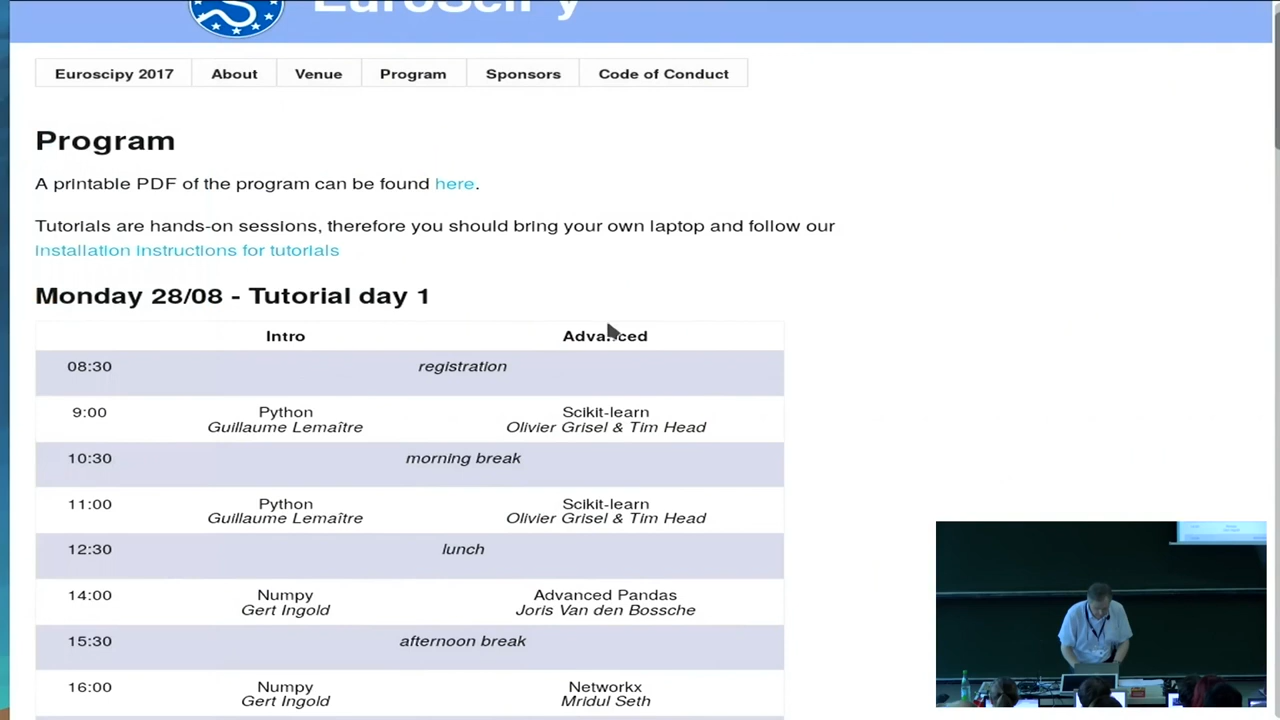 EuroSciPy
Euroscipy 2017 About Venue Program Sponsors Code of Conduct
Program
A printable PDF of the program can be found here.
Tutorials are hands-on sessions, therefore you should bring your own laptop and follow our
installation instructions for tutorials
Monday 28/08 - Tutorial day 1
Intro Advanced
08:30 registration
9:00 Python Scikit-learn
Guillaume Lemaître Olivier Grisel & Tim Head
10:30 morning break
11:00 Python Scikit-learn
Guillaume Lemaître Olivier Grisel & Tim Head
12:30 lunch
14:00 Numpy Advanced Pandas
Gert Ingold Joris Van den Bossche
15:30 afternoon break
16:00 Numpy Networkx
Gert Ingold Mridul Seth